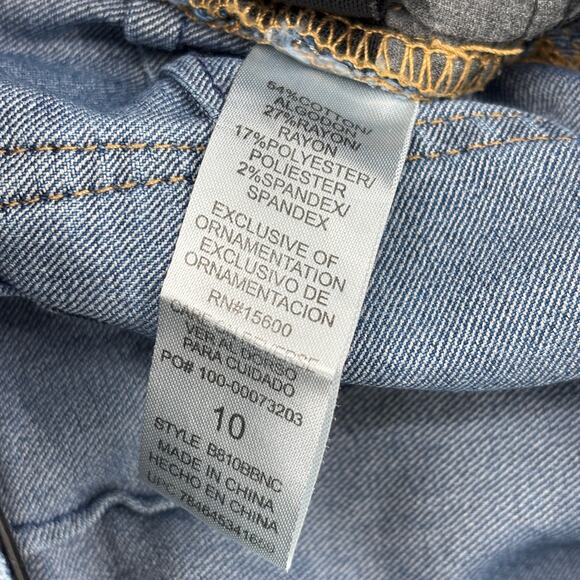 54%COTTON/
ALGODON
27%RAYON/
RAYON
17%POLYESTER/
POLIESTER
2%SPANDEX/
SPANDEX
EXCLUSIVE OF
ORNAMENTATION
EXCLUSIVO DE
ORNAMENTACION
RN#15600
VER AL DORSO
PARA CUIDADO
PO# 100-00073203
10
STYLE B810BBNC
MADE IN CHINA
HECHO EN CHINA
UPC